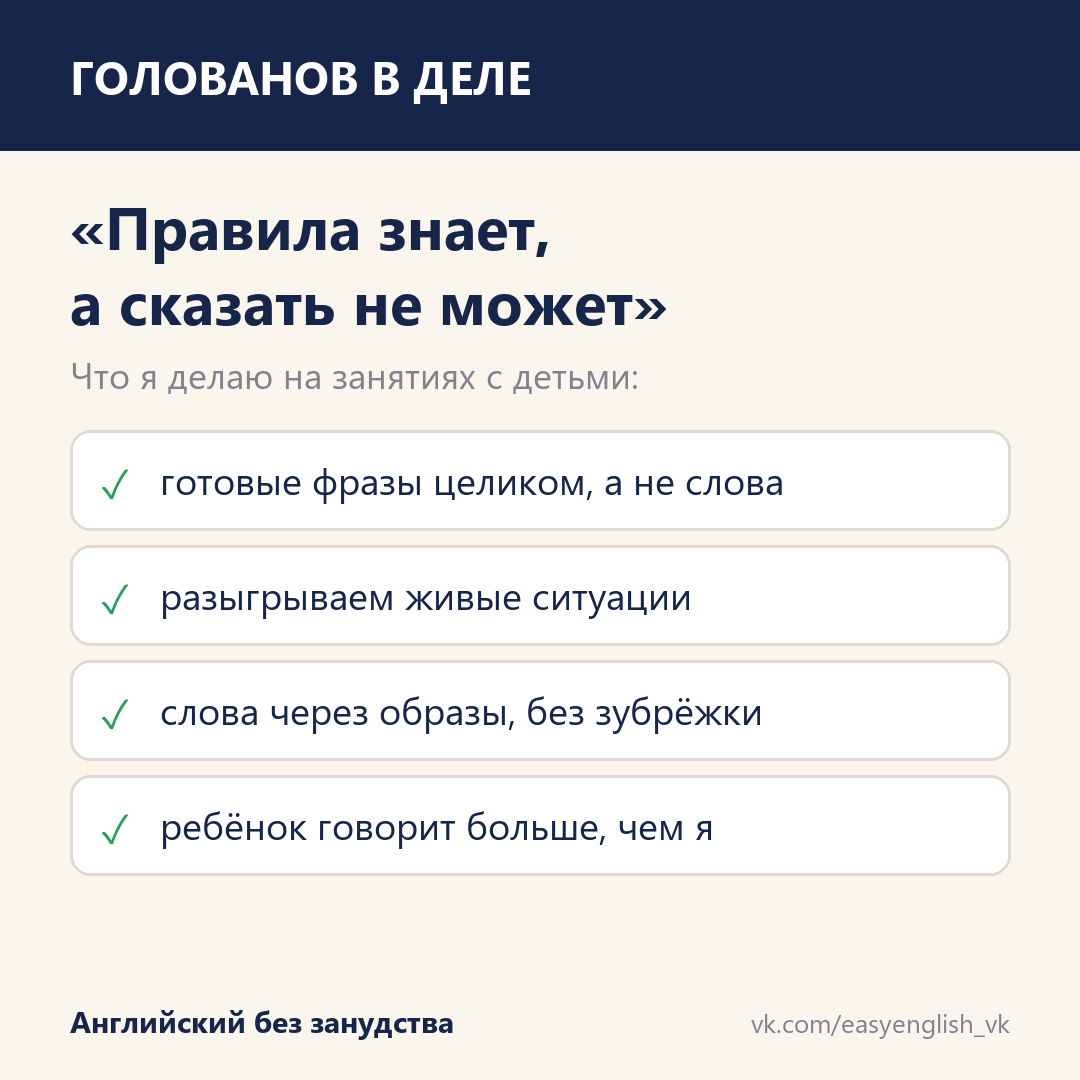 ГОЛОВАНОВ В ДЕЛЕ
«Правила знает,
а сказать не может»
Что я делаю на занятиях с детьми:
✓ готовые фразы целиком, а не слова
✓ разыгрываем живые ситуации
✓ слова через образы, без зубрёжки
✓ ребёнок говорит больше, чем я
Английский без занудства
vk.com/easyenglish_vk